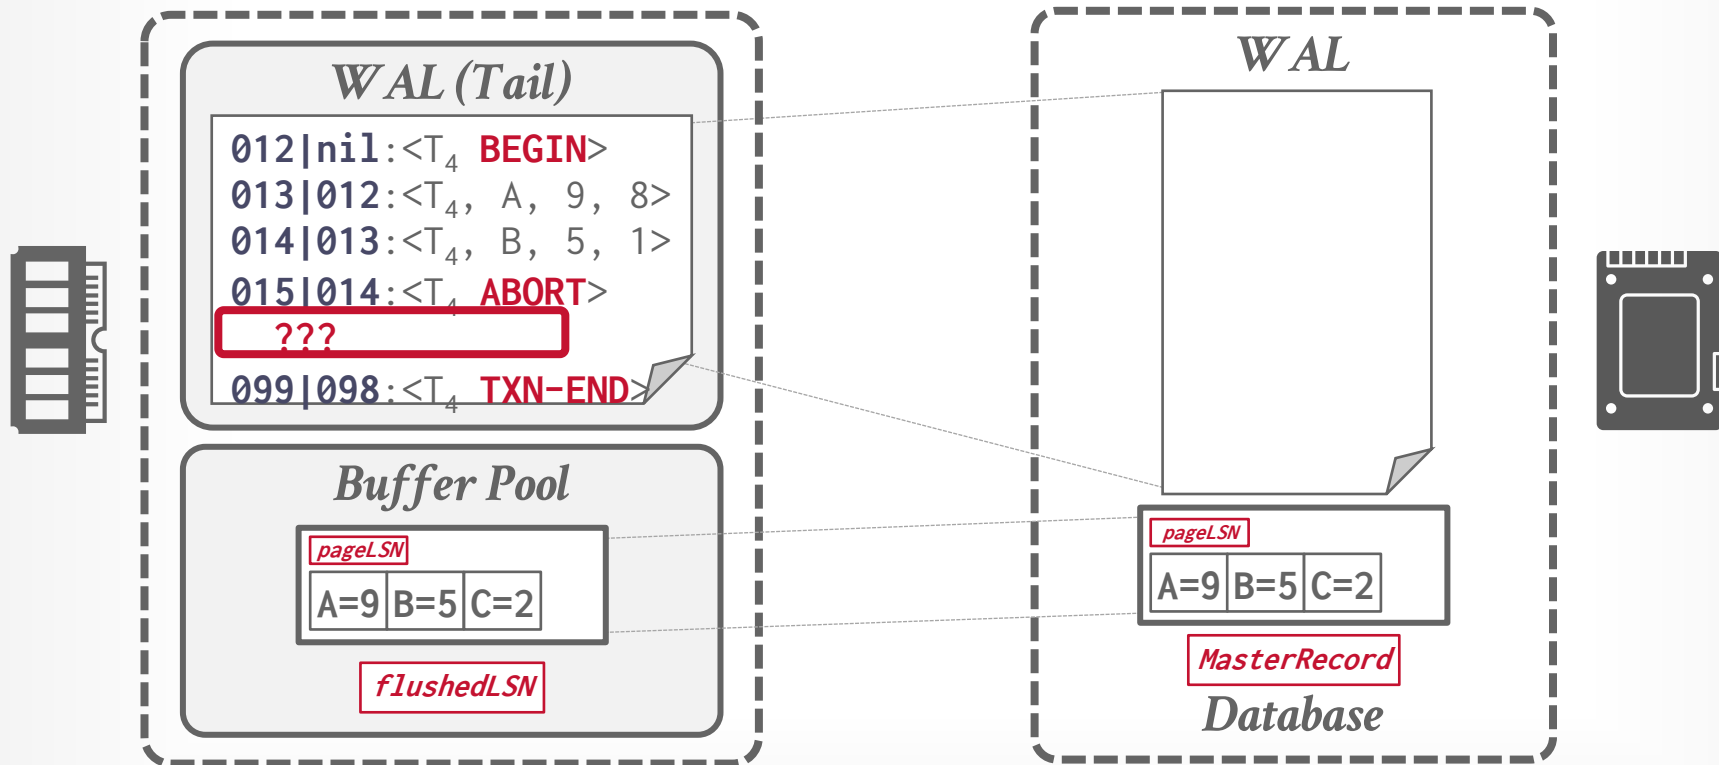 WAL (Tail)
012|nil:<T4 BEGIN>
013|012:<T4, A, 9, 8>
014|013:<T4, B, 5, 1>
015|014:<T4 ABORT>
???
099|098:<T4 TXN-END>
Buffer Pool
pageLSN
A=9 B=5 C=2
flushedLSN
WAL
pageLSN
A=9 B=5 C=2
MasterRecord
Database